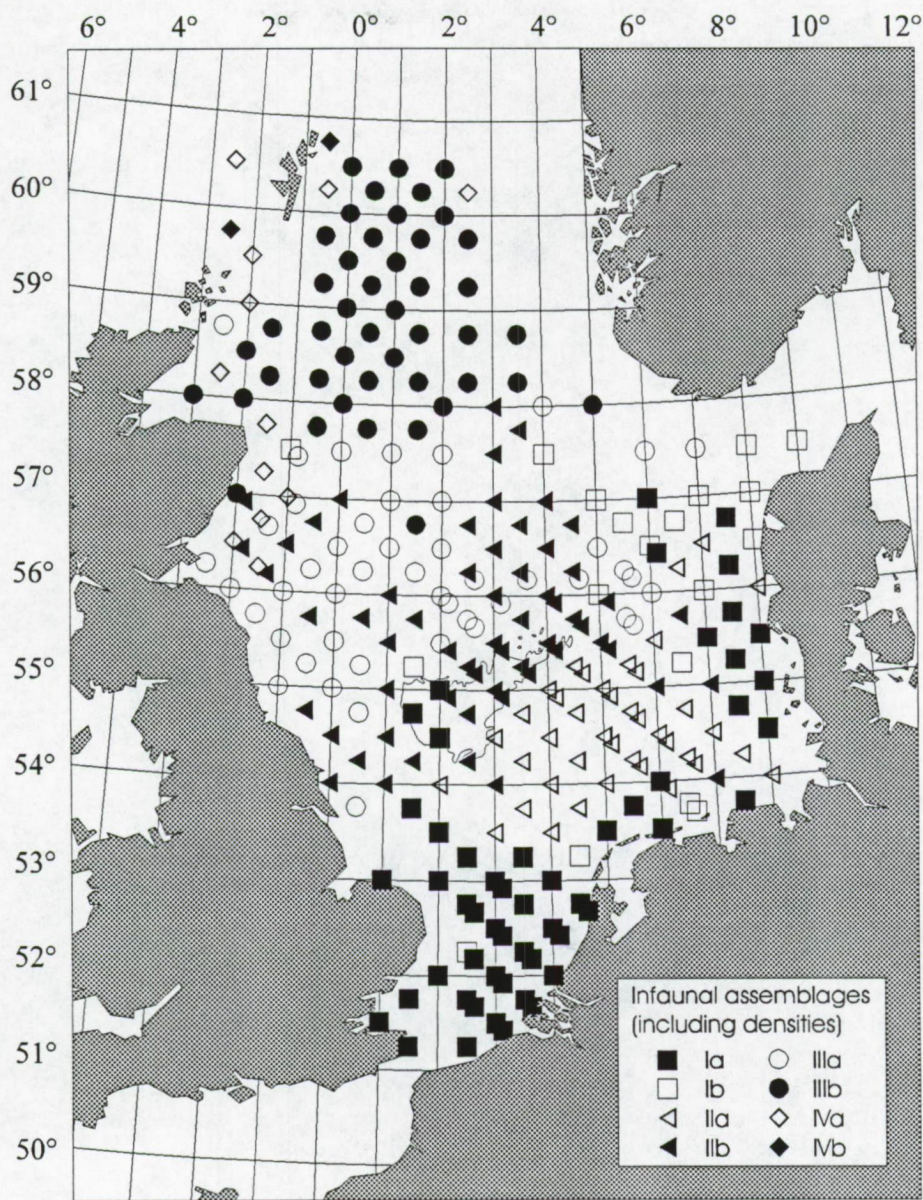 6° 4° 2° 0° 2° 4° 6° 8° 10° 12°
61°
60°
59°
58°
57°
56°
55°
54°
53°
52°
51°
50°
Infaunal assemblages
(including densities)
Ia IIIa
Ib IIIb
IIa IVa
IIb IVb